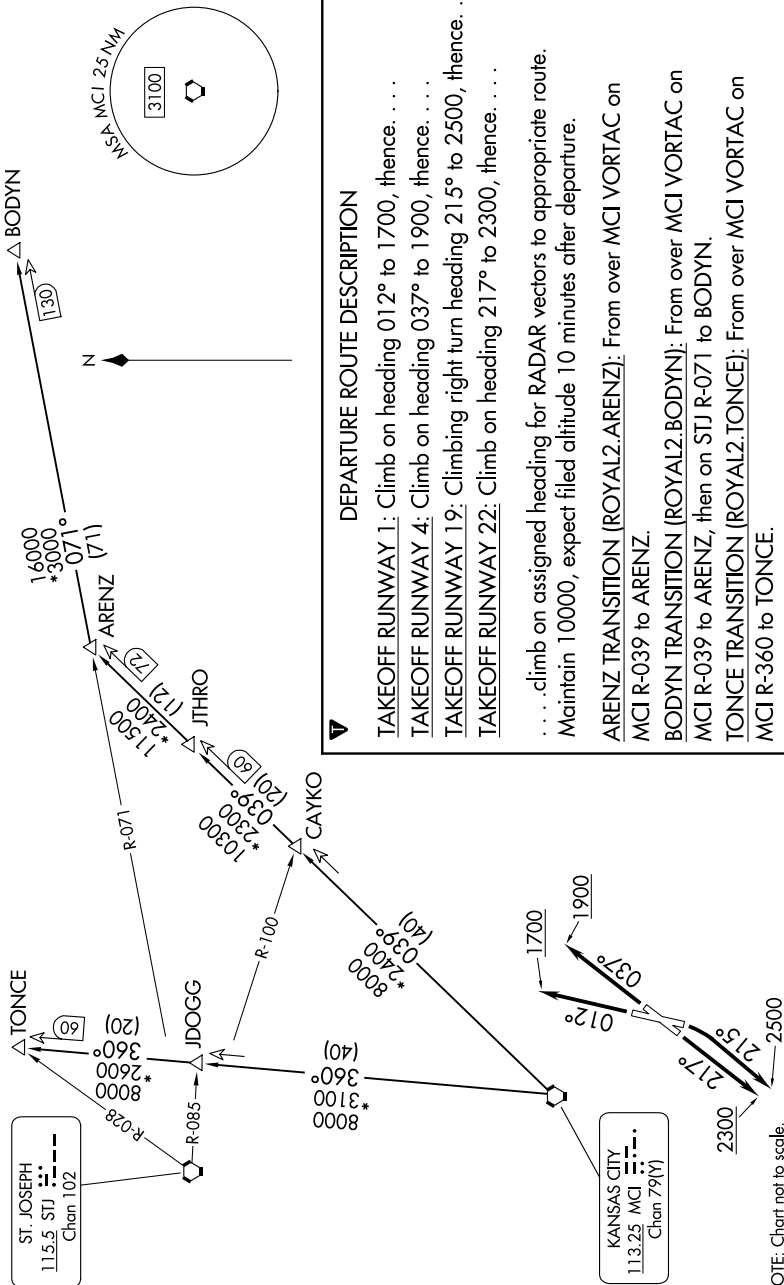 ST. JOSEPH
115.5 STJ
Chan 102
TONCE
60
8000
*2600
360°
(20)
R-028
R-085
JDOGG
8000
*3100
360°
(40)
R-071
R-100
KANSAS CITY
113.25 MCI
Chan 79(Y)
8000
*2400
039°
(40)
CAYKO
10300
*2300
039°
(20)
60
JTHRO
11500
*2400
(12)
72
ARENZ
16000
*3000
071°
(71)
130
BODYN
N
MSA MCI 25 NM
3100
1700
1900
012°
037°
217°
215°
2300
2500
NOTE: Chart not to scale.
DEPARTURE ROUTE DESCRIPTION
T
TAKEOFF RUNWAY 1: Climb on heading 012° to 1700, thence. . . .
TAKEOFF RUNWAY 4: Climb on heading 037° to 1900, thence. . . .
TAKEOFF RUNWAY 19: Climbing right turn heading 215° to 2500, thence. . .
TAKEOFF RUNWAY 22: Climb on heading 217° to 2300, thence. . . .
. . . .climb on assigned heading for RADAR vectors to appropriate route.
Maintain 10000, expect filed altitude 10 minutes after departure.
ARENZ TRANSITION (ROYAL2.ARENZ): From over MCI VORTAC on
MCI R-039 to ARENZ.
BODYN TRANSITION (ROYAL2.BODYN): From over MCI VORTAC on
MCI R-039 to ARENZ, then on STJ R-071 to BODYN.
TONCE TRANSITION (ROYAL2.TONCE): From over MCI VORTAC on
MCI R-360 to TONCE.